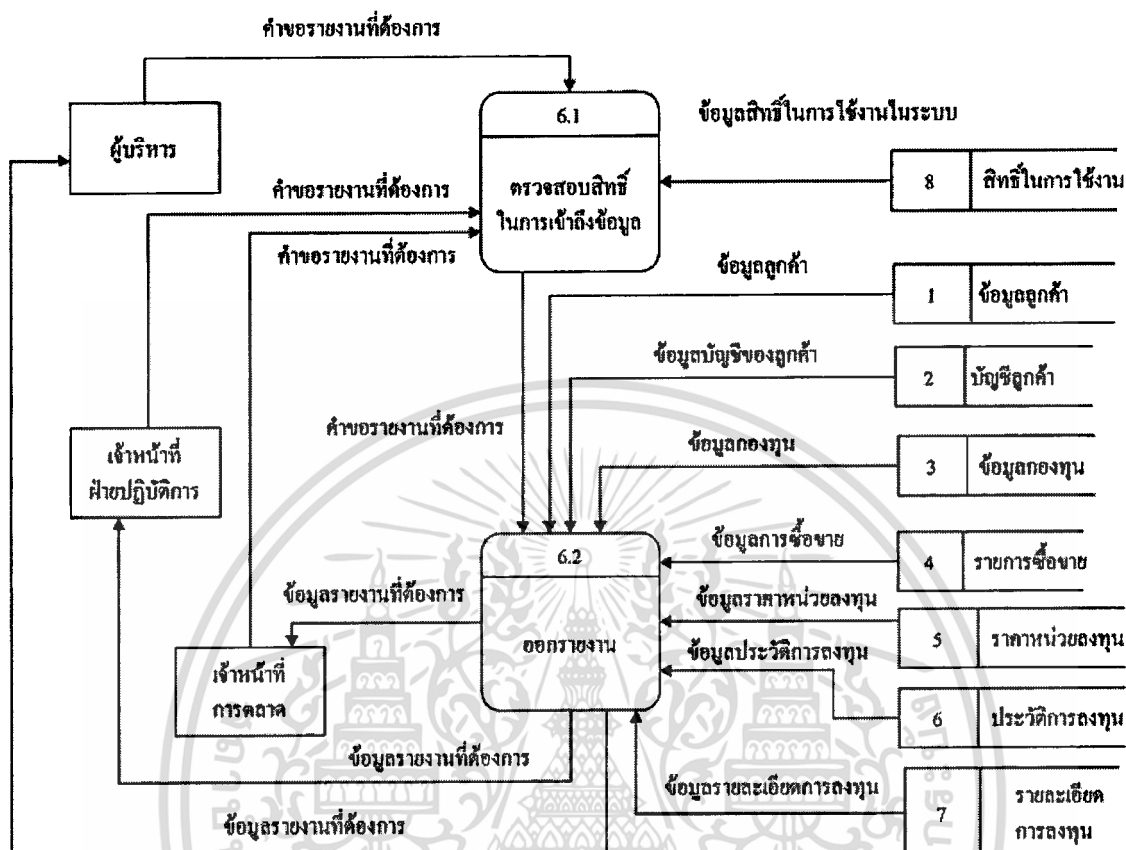 คำขอรายงานที่ต้องการ
6.1
ตรวจสอบสิทธิ์
ในการเข้าถึงข้อมูล
ผู้บริหาร
ข้อมูลสิทธิ์ในการใช้งานในระบบ
8 สิทธิ์ในการใช้งาน
คำขอรายงานที่ต้องการ
คำขอรายงานที่ต้องการ
ข้อมูลลูกค้า
1 ข้อมูลลูกค้า
ข้อมูลบัญชีของลูกค้า
2 บัญชีลูกค้า
คำขอรายงานที่ต้องการ
ข้อมูลกองทุน
3 ข้อมูลกองทุน
เจ้าหน้าที่
ฝ่ายปฏิบัติการ
6.2
ออกรายงาน
ข้อมูลการซื้อขาย
4 รายการซื้อขาย
ข้อมูลรายงานที่ต้องการ
ข้อมูลราคาหน่วยลงทุน
5 ราคาหน่วยลงทุน
เจ้าหน้าที่
การตลาด
ข้อมูลประวัติการลงทุน
6 ประวัติการลงทุน
ข้อมูลรายงานที่ต้องการ
ข้อมูลรายละเอียดการลงทุน
7 รายละเอียด
การลงทุน
ข้อมูลรายงานที่ต้องการ